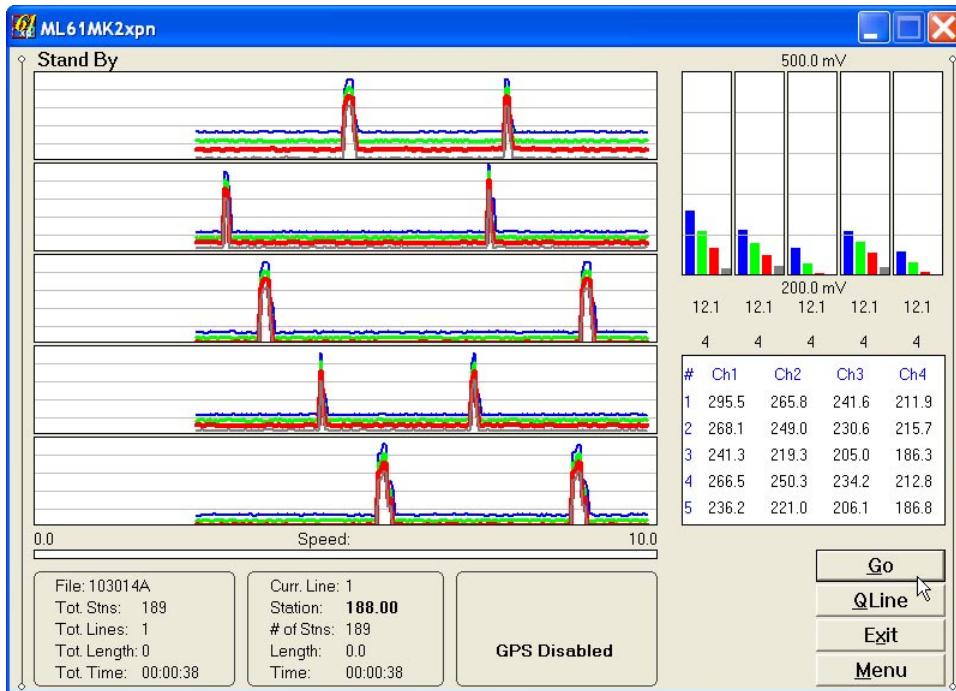 61
xp
ML61MK2xpn
Stand By
500.0 mV
200.0 mV
12.1 12.1 12.1 12.1 12.1
4 4 4 4 4
# Ch1 Ch2 Ch3 Ch4
1 295.5 265.8 241.6 211.9
2 268.1 249.0 230.6 215.7
3 241.3 219.3 205.0 186.3
4 266.5 250.3 234.2 212.8
5 236.2 221.0 206.1 186.8
0.0 Speed: 10.0
File: 103014A
Tot. Stns: 189
Tot. Lines: 1
Tot. Length: 0
Tot. Time: 00:00:38
Curr. Line: 1
Station: 188.00
# of Stns: 189
Length: 0.0
Time: 00:00:38
GPS Disabled
Go
QLine
Exit
Menu